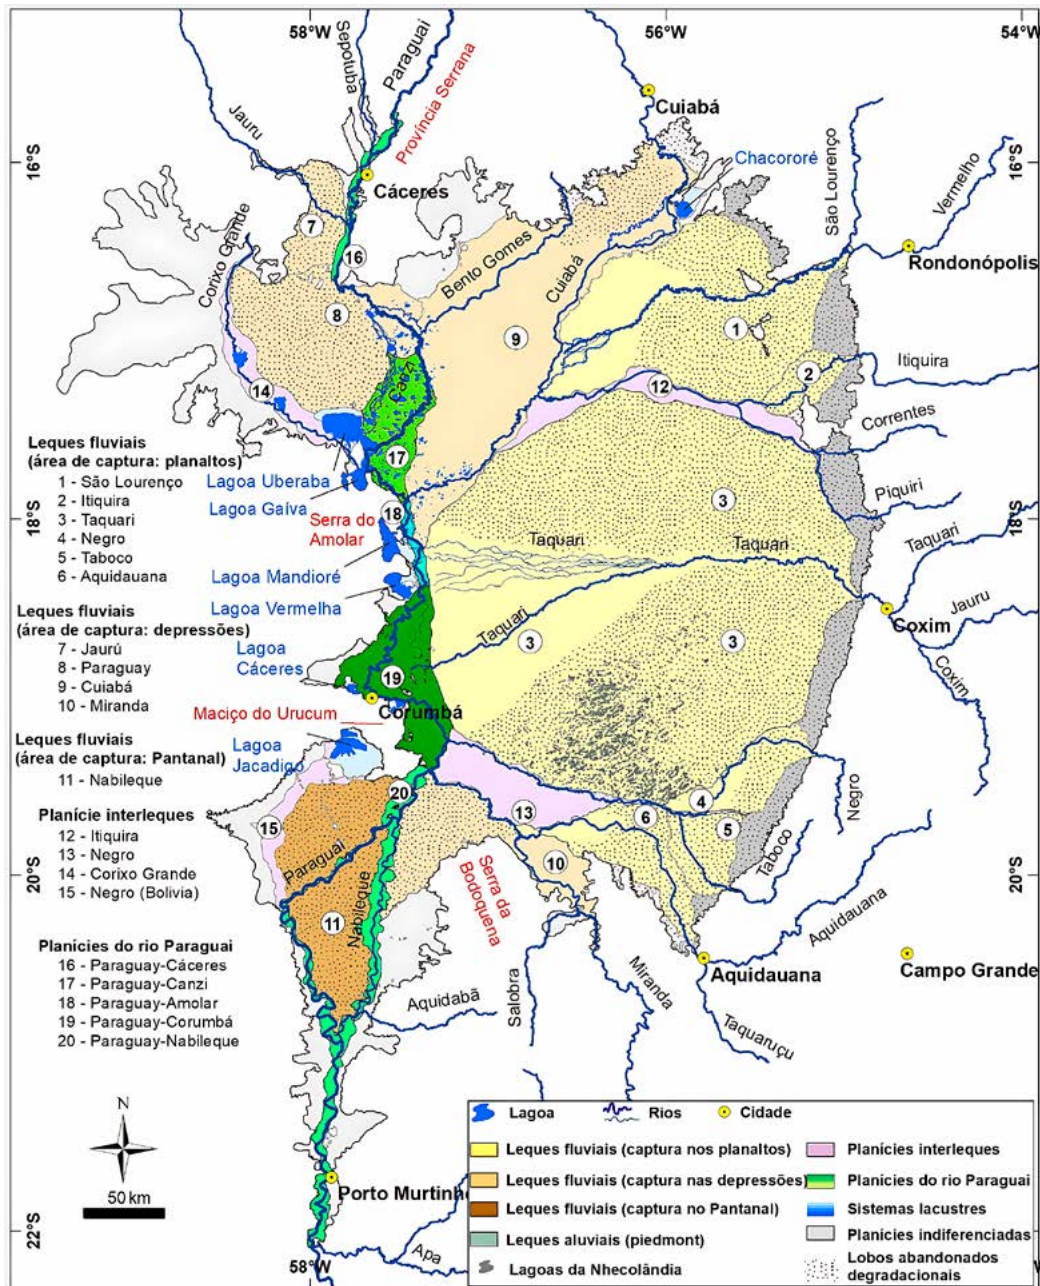 58°W
56°W
54°W
16°S
16°S
18°S
18°S
20°S
20°S
22°S
58°W
Sepotuba
Paraguai
Província Serrana
Jauru
Cáceres
Cuiabá
Chacororé
São Lourenço
Vermelho
Rondonópolis
Corixo Grande
Bento Gomes
Cuiabá
7
16
8
9
1
2
14
12
17
18
3
3
3
19
20
15
13
4
5
6
10
11
Canzi
Itiquira
Correntes
Piquiri
Taquari
Taquari
Taquari
Taquari
Jauru
Coxim
Coxim
Lagoa Uberaba
Lagoa Gaíva
Serra do
Amolar
Lagoa Mandioré
Lagoa Vermelha
Lagoa
Cáceres
Corumbá
Maciço do Urucum
Lagoa
Jacadigo
Paraguai
Nabileque
Serra da
Bodoquena
Negro
Taboco
Aquidauana
Aquidauana
Campo Grande
Aquidabã
Salobra
Miranda
Taquaruçu
Porto Murtinh
Apa
Leques fluviais
(área de captura: planaltos)
1 - São Lourenço
2 - Itiquira
3 - Taquari
4 - Negro
5 - Taboco
6 - Aquidauana
Leques fluviais
(área de captura: depressões)
7 - Jaurú
8 - Paraguay
9 - Cuiabá
10 - Miranda
Leques fluviais
(área de captura: Pantanal)
11 - Nabileque
Planície interleques
12 - Itiquira
13 - Negro
14 - Corixo Grande
15 - Negro (Bolivia)
Planícies do rio Paraguai
16 - Paraguay-Cáceres
17 - Paraguay-Canzi
18 - Paraguay-Amolar
19 - Paraguay-Corumbá
20 - Paraguay-Nabileque
N
50 km
Lagoa
Rios
Cidade
Leques fluviais (captura nos planaltos)
Leques fluviais (captura nas depressões)
Leques fluviais (captura no Pantanal)
Leques aluviais (piedmont)
Lagoas da Nhecolândia
Planícies interleques
Planícies do rio Paraguai
Sistemas lacustres
Planícies indiferenciadas
Lobos abandonados
degradacionais